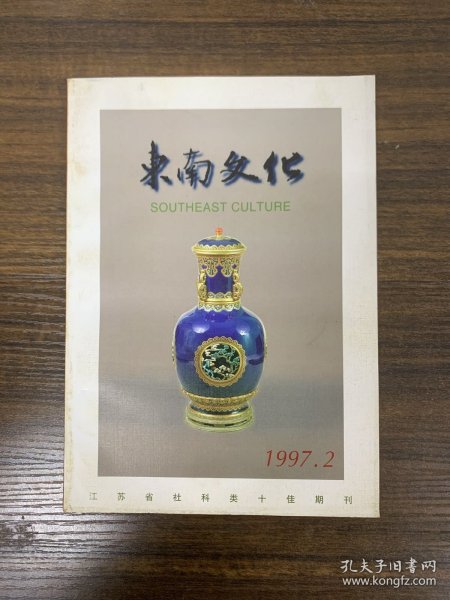 東南文化
SOUTHEAST CULTURE
1997.2
江苏省社科类十佳期刊
孔夫子旧书网
www.kongfz.com